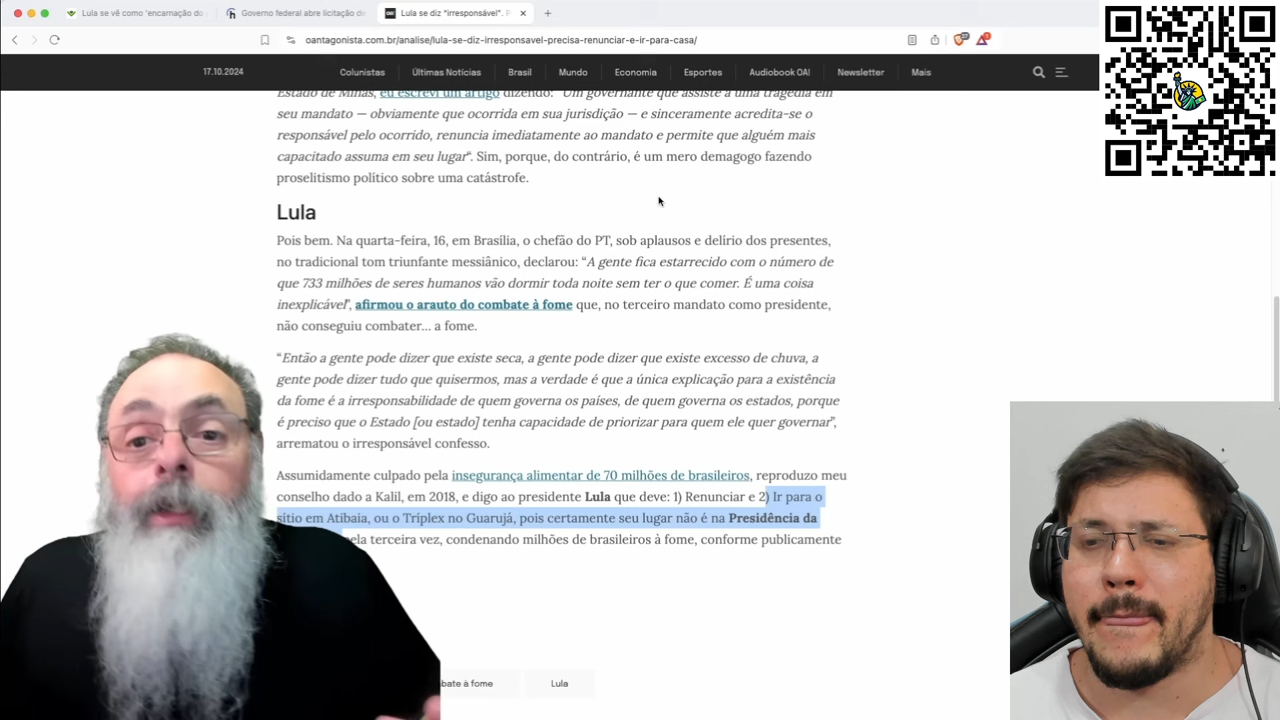 Lula se vê como 'encarnação do
Governo federal abre licitação de
Lula se diz "irresponsável". P
oantagonista.com.br/analise/lula-se-diz-irresponsavel-precisa-renunciar-e-ir-para-casa/
17.10.2024
Colunistas
Últimas Notícias
Brasil
Mundo
Economia
Esportes
Audiobook OA!
Newsletter
Mais
Estado de Minas, eu escrevi um artigo dizendo: "Um governante que assiste a uma tragédia em
seu mandato — obviamente que ocorrida em sua jurisdição — e sinceramente acredita-se o
responsável pelo ocorrido, renuncia imediatamente ao mandato e permite que alguém mais
capacitado assuma em seu lugar". Sim, porque, do contrário, é um mero demagogo fazendo
proselitismo político sobre uma catástrofe.
Lula
Pois bem. Na quarta-feira, 16, em Brasília, o chefão do PT, sob aplausos e delírio dos presentes,
no tradicional tom triunfante messiânico, declarou: "A gente fica estarrecido com o número de
que 733 milhões de seres humanos vão dormir toda noite sem ter o que comer. É uma coisa
inexplicável", afirmou o arauto do combate à fome que, no terceiro mandato como presidente,
não conseguiu combater... a fome.
"Então a gente pode dizer que existe seca, a gente pode dizer que existe excesso de chuva, a
gente pode dizer tudo que quisermos, mas a verdade é que a única explicação para a existência
da fome é a irresponsabilidade de quem governa os países, de quem governa os estados, porque
é preciso que o Estado [ou estado] tenha capacidade de priorizar para quem ele quer governar",
arrematou o irresponsável confesso.
Assumidamente culpado pela insegurança alimentar de 70 milhões de brasileiros, reproduzo meu
conselho dado a Kalil, em 2018, e digo ao presidente Lula que deve: 1) Renunciar e 2) Ir para o
sítio em Atibaia, ou o Tríplex no Guarujá, pois certamente seu lugar não é na Presidência da
ela terceira vez, condenando milhões de brasileiros à fome, conforme publicamente
bate à fome
Lula